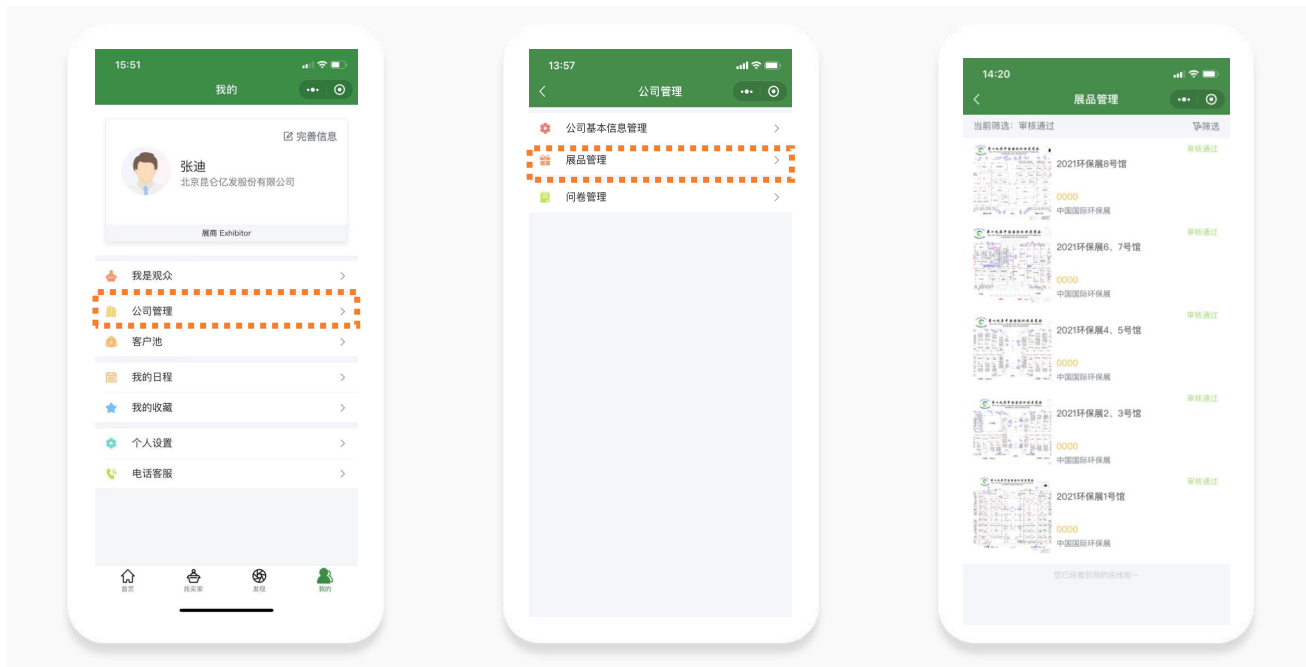 15:51
我的
完善信息
张迪
北京昆仑亿发股份有限公司
展商 Exhibitor
我是观众
公司管理
客户池
我的日程
我的收藏
个人设置
电话客服
首页
找买家
发现
我的
13:57
公司管理
公司基本信息管理
展品管理
问卷管理
14:20
展品管理
当前筛选：审核通过
筛选
审核通过
2021环保展8号馆
0000
中国国际环保展
审核通过
2021环保展6、7号馆
0000
中国国际环保展
审核通过
2021环保展4、5号馆
0000
中国国际环保展
审核通过
2021环保展2、3号馆
0000
中国国际环保展
审核通过
2021环保展1号馆
0000
中国国际环保展
您已经看到我的底线啦～